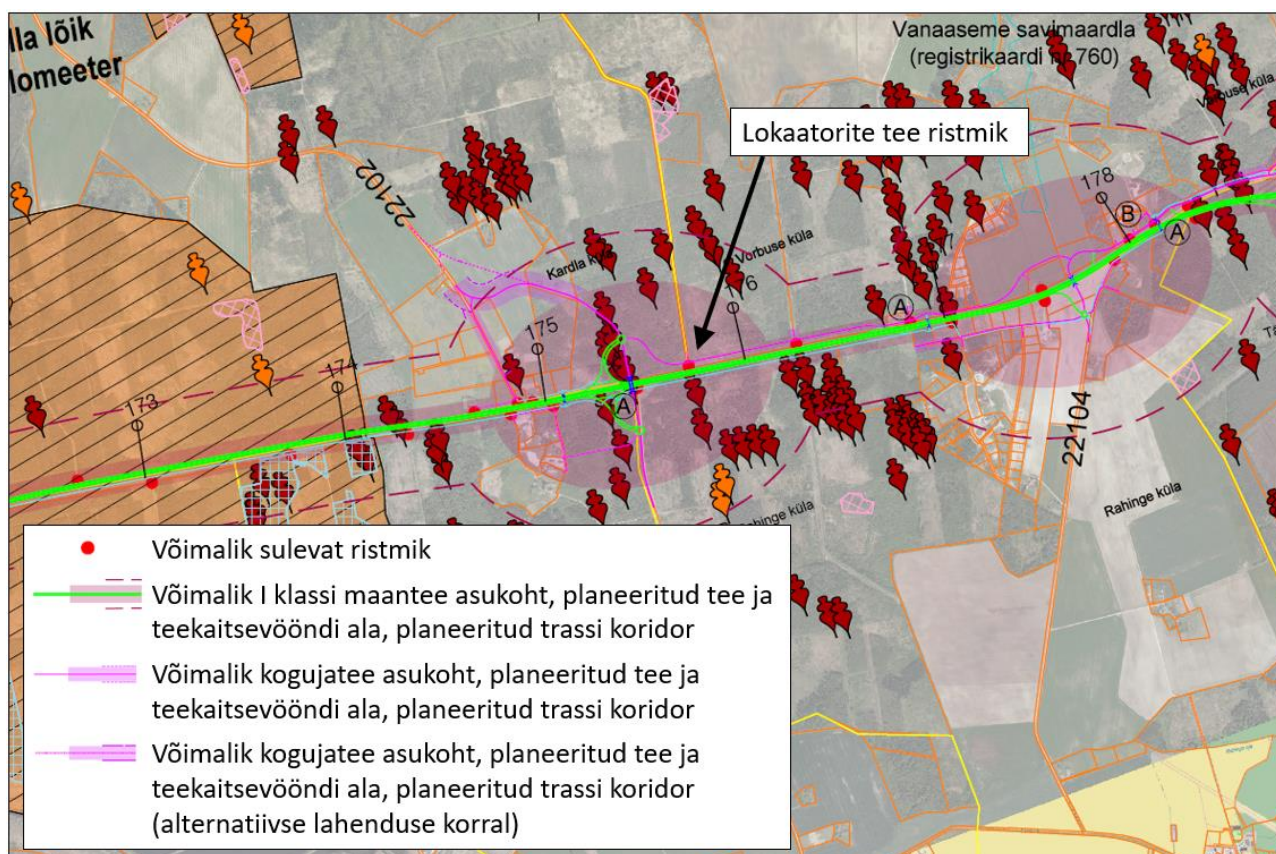 lla lõik
lomeeter
Vanaaseme savimaardla
(registrikaardi nr 760)
Vorbuse küla
Lokaatorite tee ristmik
22102
178
B
A
Kardla küla
Vorbuse küla
176
A
175
174
A
173
22104
Rahinge küla
Rahinge küla
Võimalik sulevat ristmik
Võimalik I klassi maantee asukoht, planeeritud tee ja
teekaitsevööndi ala, planeeritud trassi koridor
Võimalik kogujatee asukoht, planeeritud tee ja
teekaitsevööndi ala, planeeritud trassi koridor
Võimalik kogujatee asukoht, planeeritud tee ja
teekaitsevööndi ala, planeeritud trassi koridor
(alternatiivse lahenduse korral)